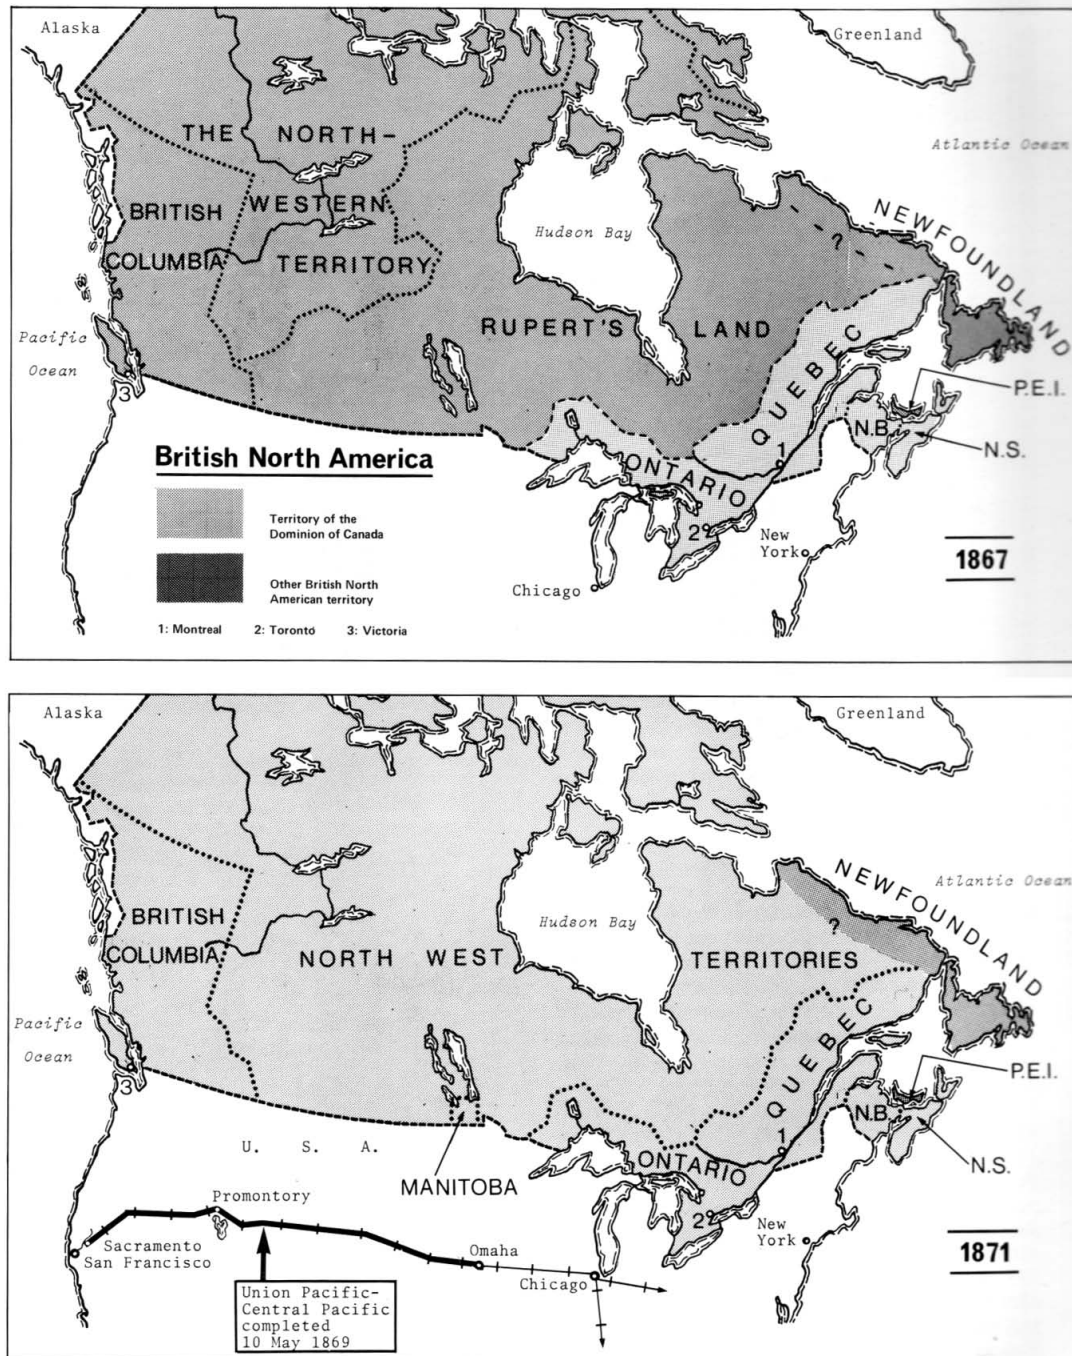 Alaska
Greenland
THE NORTH-
Atlantic Ocean
BRITISH WESTERN
NEWFOUNDLAND
Hudson Bay
?
COLUMBIA TERRITORY
RUPERT'S LAND
Pacific
Ocean
QUEBEC
P.E.I.
3
N.B.
N.S.
British North America
1
ONTARIO
Territory of the
Dominion of Canada
2
New
York
1867
Other British North
American territory
Chicago
1: Montreal 2: Toronto 3: Victoria
Alaska
Greenland
NEWFOUNDLAND
Atlantic Ocean
BRITISH
Hudson Bay
?
COLUMBIA
NORTH WEST TERRITORIES
Pacific
Ocean
QUEBEC
P.E.I.
3
N.B.
U. S. A.
1
ONTARIO
N.S.
MANITOBA
Promontory
2
New
York
1871
Sacramento
San Francisco
Omaha
Chicago
Union Pacific-
Central Pacific
completed
10 May 1869